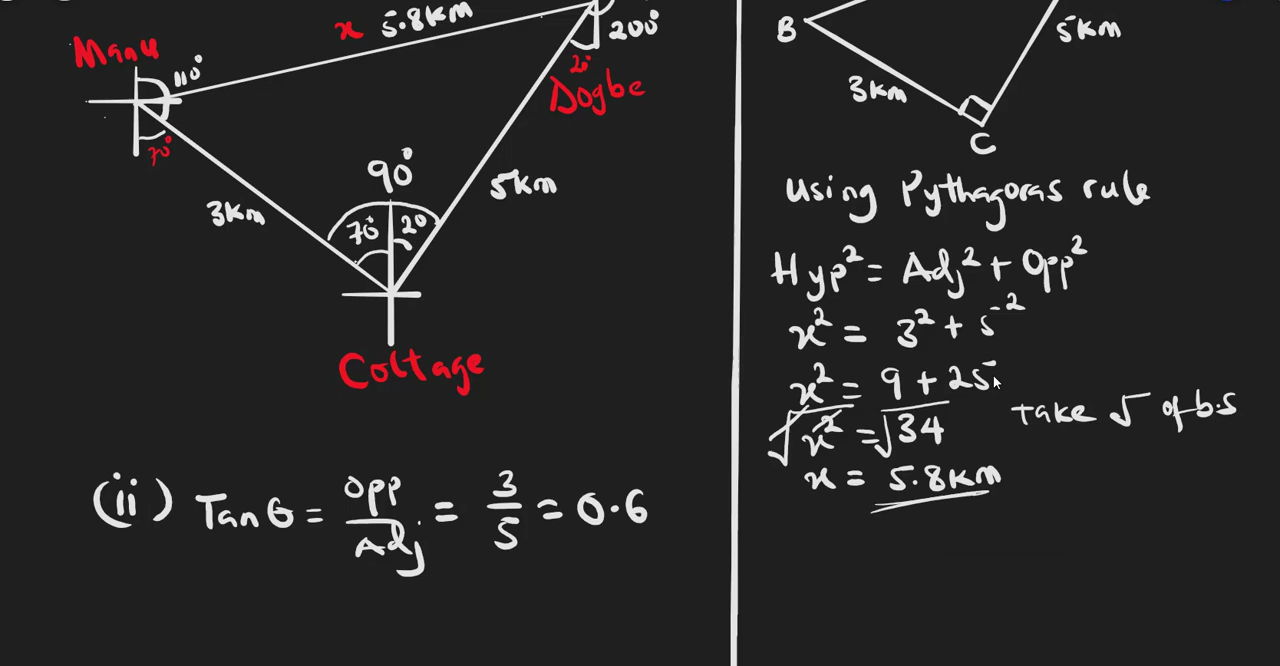 x 5.8km
200°
Manu
110°
20°
Dogbe
70°
90°
5km
3km
70°
20
Coltage
(ii) Tan θ = Opp/Adj = 3/5 = 0.6
B
5km
3km
C
Using Pythagoras rule
Hyp² = Adj² + Opp²
x² = 3² + 5²
x² = 9 + 25
√x² = √34 Take √ of b.s
x = 5.8km